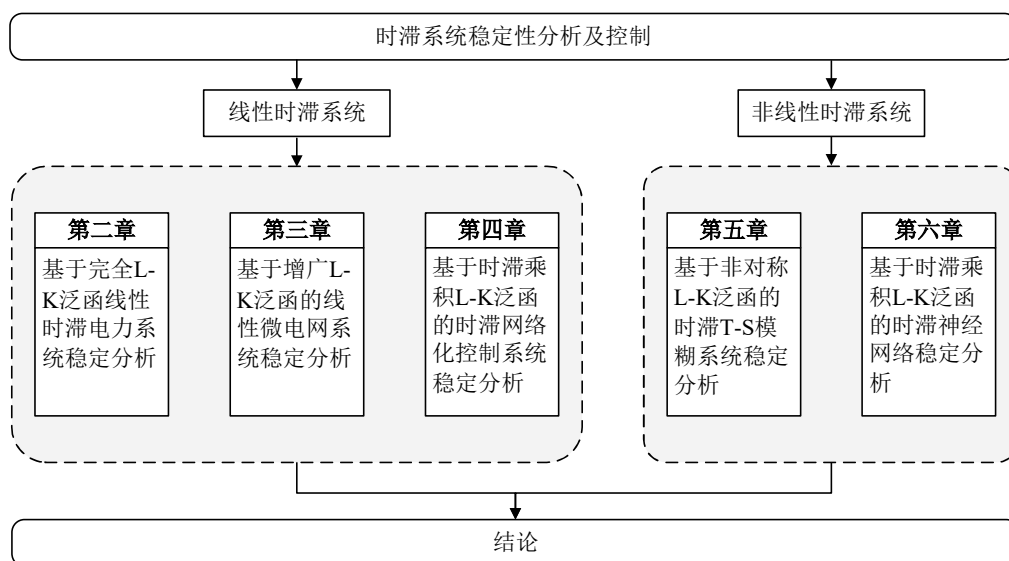 时滞系统稳定性分析及控制
线性时滞系统
非线性时滞系统
第二章
基于完全L-
K泛函线性
时滞电力系
统稳定分析
第三章
基于增广L-
K泛函的线
性微电网系
统稳定分析
第四章
基于时滞乘
积L-K泛函
的时滞网络
化控制系统
稳定分析
第五章
基于非对称
L-K泛函的
时滞T-S模
糊系统稳定
分析
第六章
基于时滞乘
积L-K泛函
的时滞神经
网络稳定分
析
结论